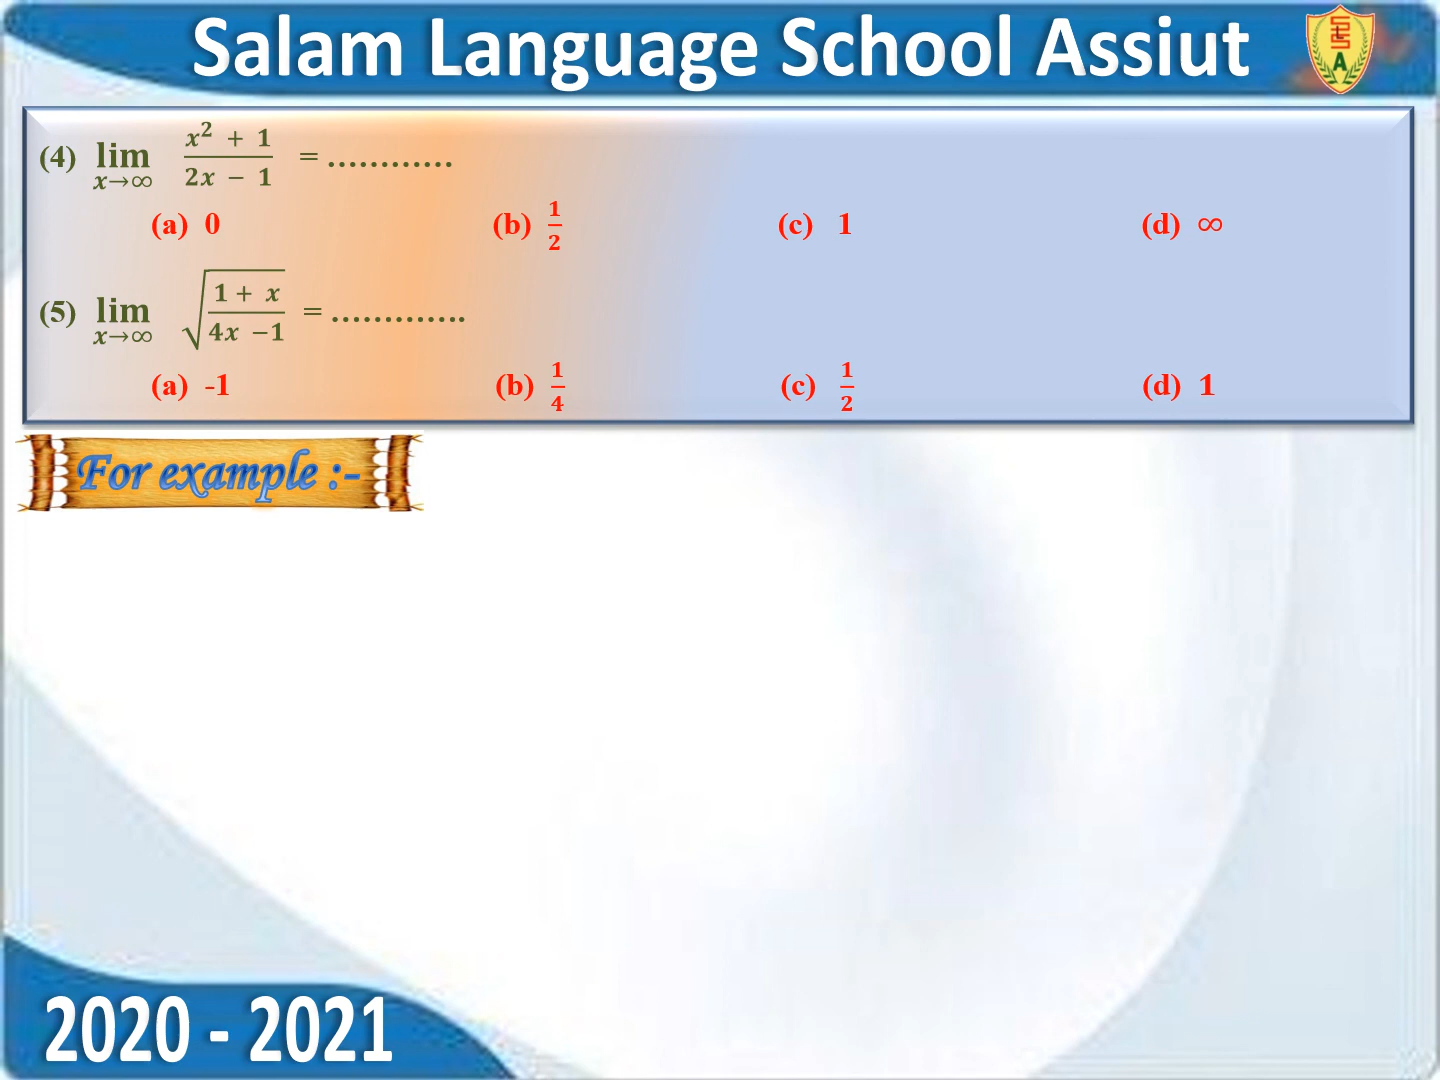 Salam Language School Assiut
(4) lim x→∞ (x² + 1)/(2x − 1) = …………
(a) 0 (b) 1/2 (c) 1 (d) ∞
(5) lim x→∞ √((1 + x)/(4x −1)) = ………….
(a) -1 (b) 1/4 (c) 1/2 (d) 1
For example :-
2020 - 2021